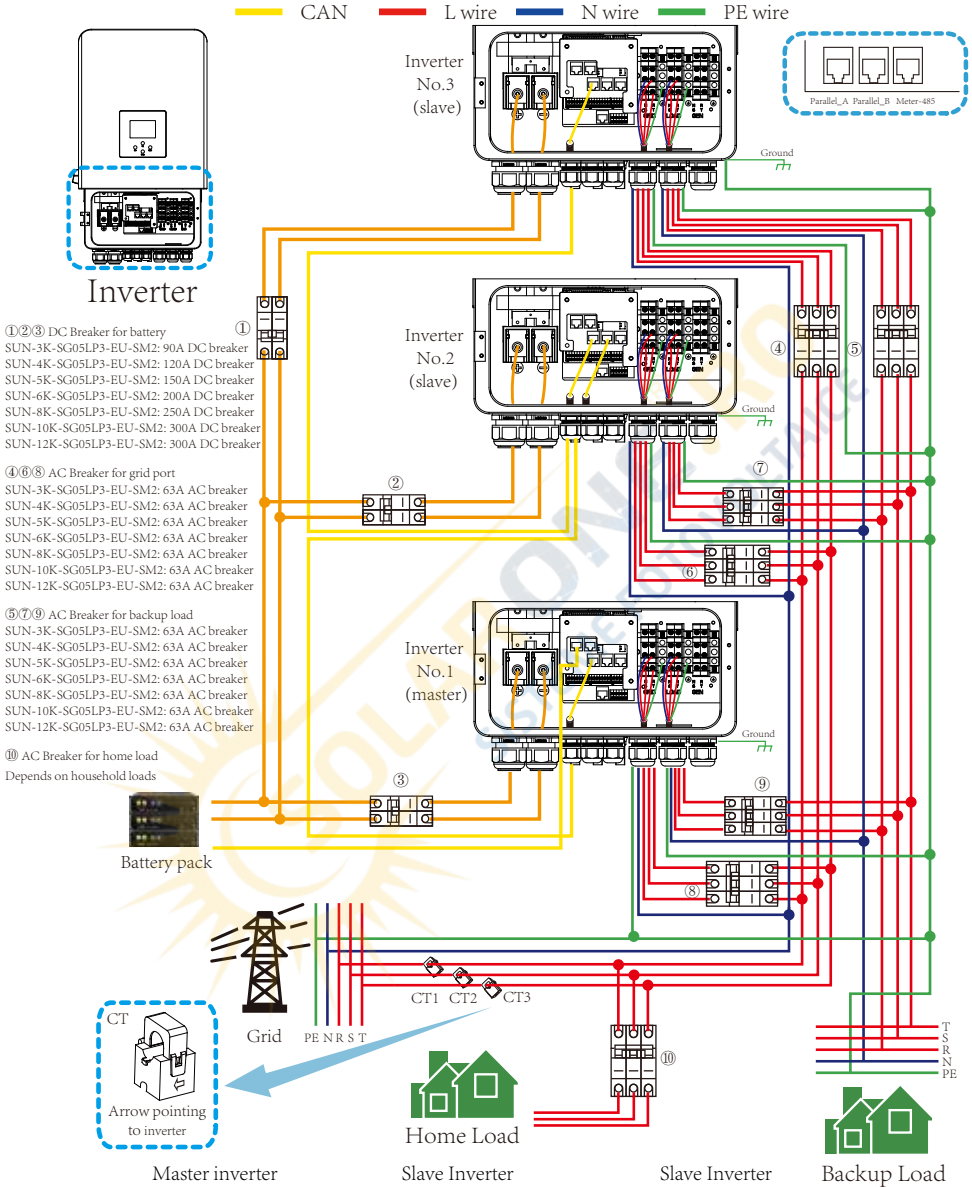 CAN
L wire
N wire
PE wire
Inverter
No.3
(slave)
Parallel_A Parallel_B Meter-485
Ground
Inverter
①
①②③ DC Breaker for battery
SUN-3K-SG05LP3-EU-SM2: 90A DC breaker
SUN-4K-SG05LP3-EU-SM2: 120A DC breaker
SUN-5K-SG05LP3-EU-SM2: 150A DC breaker
SUN-6K-SG05LP3-EU-SM2: 200A DC breaker
SUN-8K-SG05LP3-EU-SM2: 250A DC breaker
SUN-10K-SG05LP3-EU-SM2: 300A DC breaker
SUN-12K-SG05LP3-EU-SM2: 300A DC breaker
④⑥⑧ AC Breaker for grid port
SUN-3K-SG05LP3-EU-SM2: 63A AC breaker
SUN-4K-SG05LP3-EU-SM2: 63A AC breaker
SUN-5K-SG05LP3-EU-SM2: 63A AC breaker
SUN-6K-SG05LP3-EU-SM2: 63A AC breaker
SUN-8K-SG05LP3-EU-SM2: 63A AC breaker
SUN-10K-SG05LP3-EU-SM2: 63A AC breaker
SUN-12K-SG05LP3-EU-SM2: 63A AC breaker
⑤⑦⑨ AC Breaker for backup load
SUN-3K-SG05LP3-EU-SM2: 63A AC breaker
SUN-4K-SG05LP3-EU-SM2: 63A AC breaker
SUN-5K-SG05LP3-EU-SM2: 63A AC breaker
SUN-6K-SG05LP3-EU-SM2: 63A AC breaker
SUN-8K-SG05LP3-EU-SM2: 63A AC breaker
SUN-10K-SG05LP3-EU-SM2: 63A AC breaker
SUN-12K-SG05LP3-EU-SM2: 63A AC breaker
⑩ AC Breaker for home load
Depends on household loads
Inverter
No.2
(slave)
Ground
④
⑤
②
⑦
⑥
Inverter
No.1
(master)
Ground
③
⑨
⑧
Battery pack
SOLARONE.RO
SISTEME FOTOVOLTAICE
CT1 CT2 CT3
Grid
PE N R S T
CT
Arrow pointing
to inverter
⑩
Home Load
T
S
R
N
PE
Backup Load
Master inverter
Slave Inverter
Slave Inverter